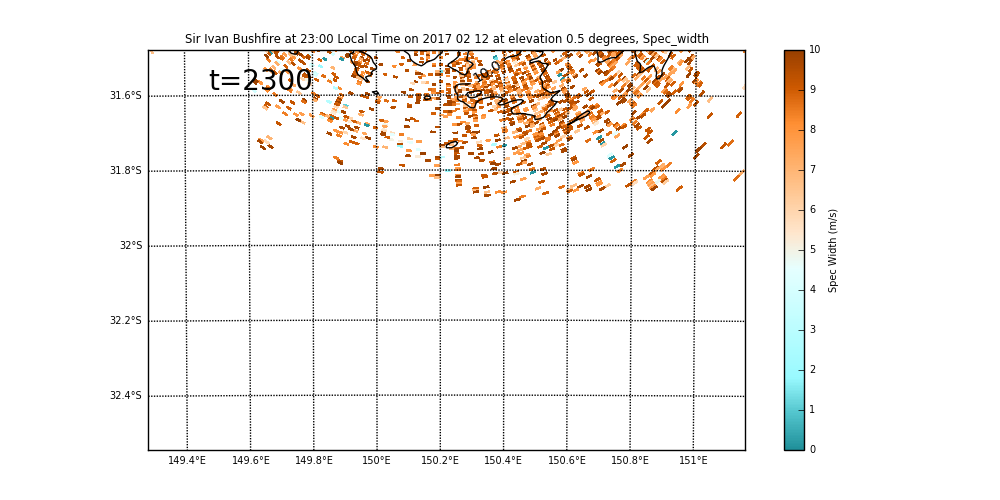 Sir Ivan Bushfire at 23:00 Local Time on 2017 02 12 at elevation 0.5 degrees, Spec_width
t=2300
31.6°S
31.8°S
32°S
32.2°S
32.4°S
149.4°E 149.6°E 149.8°E 150°E 150.2°E 150.4°E 150.6°E 150.8°E 151°E
10
9
8
7
6
5
4
3
2
1
0
Spec Width (m/s)